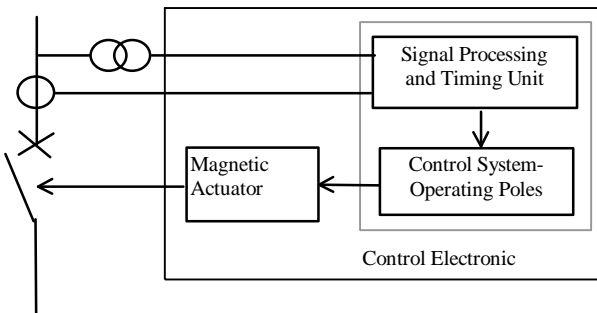 Signal Processing
and Timing Unit
Magnetic
Actuator
Control System-
Operating Poles
Control Electronic